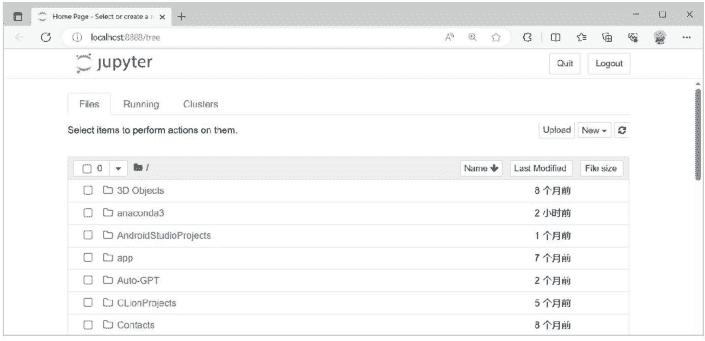 Home Page - Select or create a n
localhost:8888/tree
jupyter
Quit Logout
Files Running Clusters
Select items to perform actions on them.
Upload New
0 / Name Last Modified File size
3D Objects 8 个月前
anaconda3 2 小时前
AndroidStudioProjects 1 个月前
app 7 个月前
Auto-GPT 2 个月前
CLionProjects 5 个月前
Contacts 8 个月前